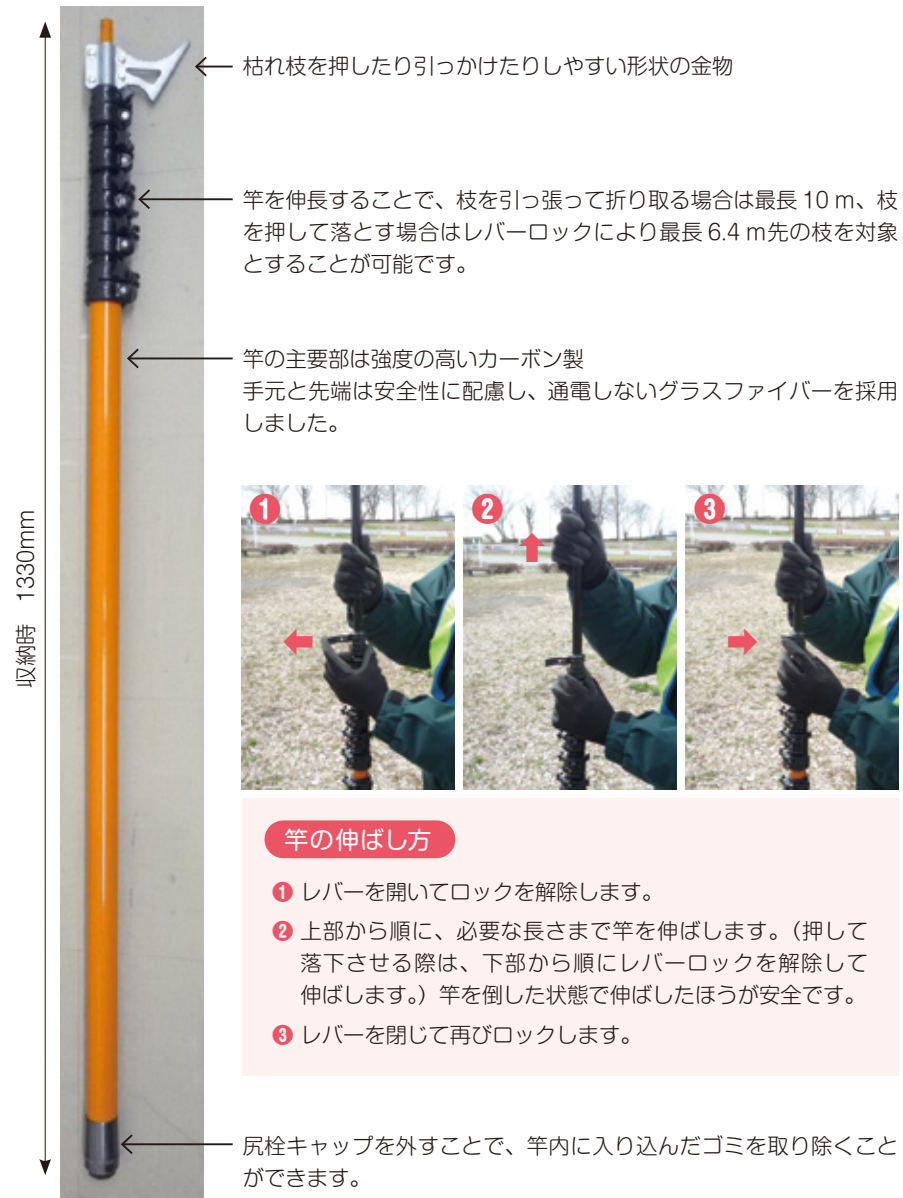 枯れ枝を押したり引っかけたりしやすい形状の金物
竿を伸長することで、枝を引っ張って折り取る場合は最長 10 m、枝
を押して落とす場合はレバーロックにより最長 6.4 m先の枝を対象
とすることが可能です。
竿の主要部は強度の高いカーボン製
手元と先端は安全性に配慮し、通電しないグラスファイバーを採用
しました。
収納時　1330mm
❶
❷
❸
竿の伸ばし方
❶ レバーを開いてロックを解除します。
❷ 上部から順に、必要な長さまで竿を伸ばします。（押して
落下させる際は、下部から順にレバーロックを解除して
伸ばします。）竿を倒した状態で伸ばしたほうが安全です。
❸ レバーを閉じて再びロックします。
尻栓キャップを外すことで、竿内に入り込んだゴミを取り除くこと
ができます。